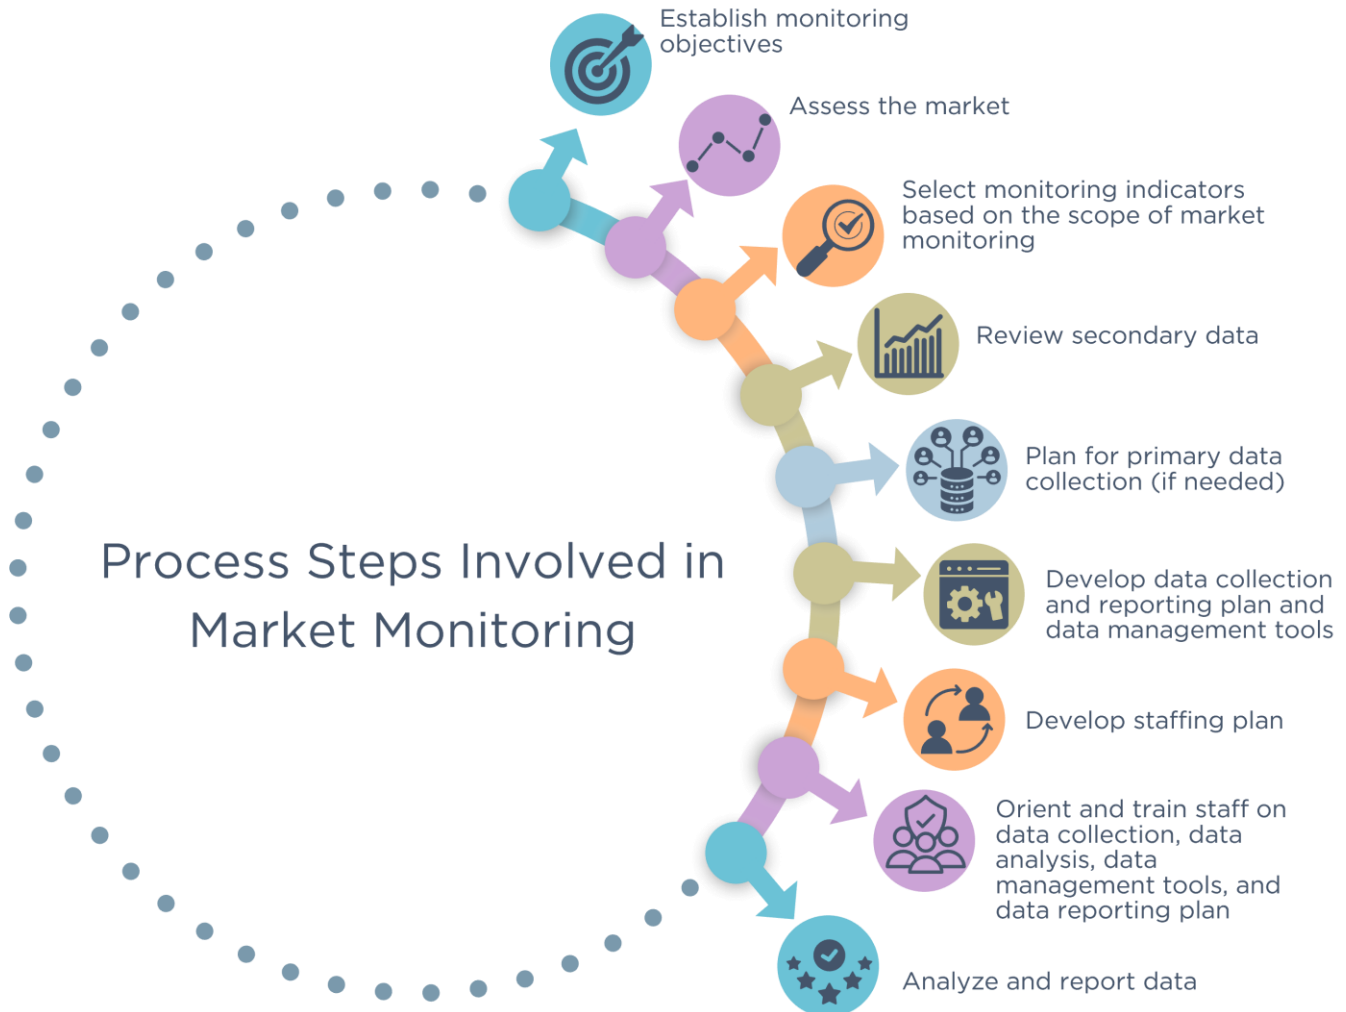 Establish monitoring
objectives
Assess the market
Select monitoring indicators
based on the scope of market
monitoring
Review secondary data
Plan for primary data
collection (if needed)
Process Steps Involved in
Market Monitoring
Develop data collection
and reporting plan and
data management tools
Develop staffing plan
Orient and train staff on
data collection, data
analysis, data
management tools, and
data reporting plan
Analyze and report data